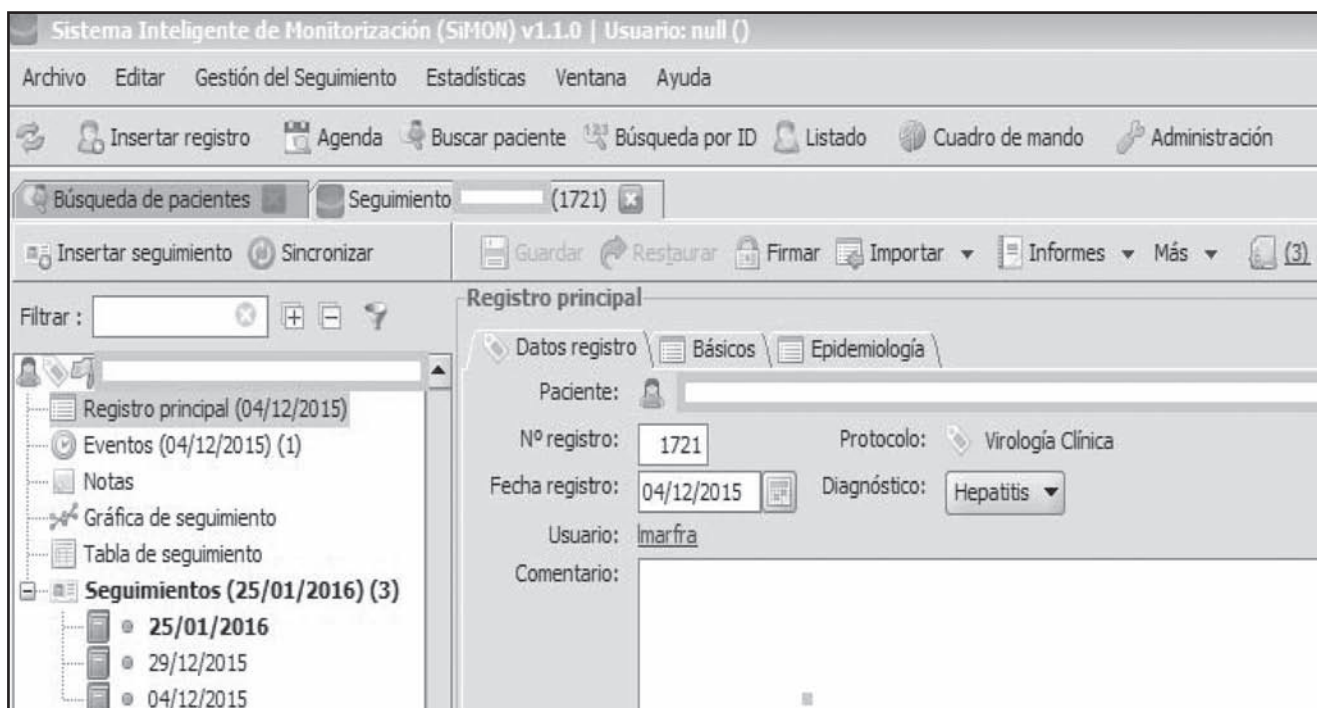 Sistema Inteligente de Monitorización (SiMON) v1.1.0 | Usuario: null ()
Archivo Editar Gestión del Seguimiento Estadísticas Ventana Ayuda
Insertar registro Agenda Buscar paciente 123 Búsqueda por ID Listado Cuadro de mando Administración
Búsqueda de pacientes Seguimiento (1721)
Insertar seguimiento Sincronizar Guardar Restaurar Firmar Importar Informes Más (3)
Filtrar :
Registro principal (04/12/2015)
Eventos (04/12/2015) (1)
Notas
Gráfica de seguimiento
Tabla de seguimiento
Seguimientos (25/01/2016) (3)
25/01/2016
29/12/2015
04/12/2015
Registro principal
Datos registro Básicos Epidemiología
Paciente:
Nº registro: 1721 Protocolo: Virología Clínica
Fecha registro: 04/12/2015 Diagnóstico: Hepatitis
Usuario: lmarfra
Comentario: